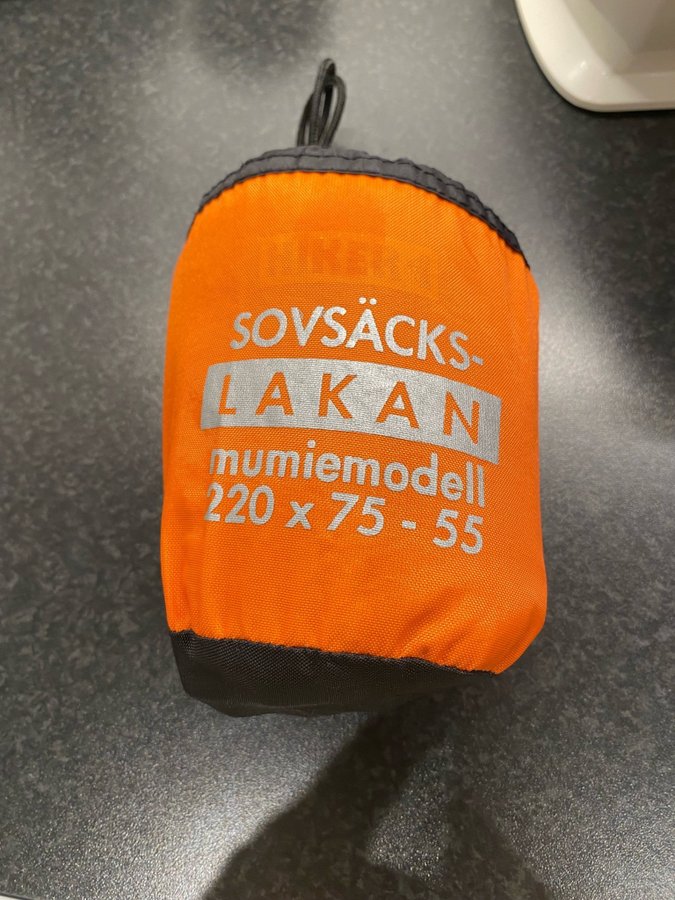 SOVSÄCKS-
LAKAN
mumiemodell
220 x 75 - 55